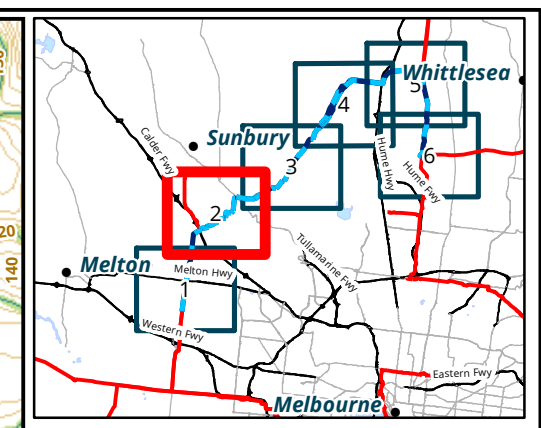 Whittlesea
5
4
Sunbury
Calder Fwy
Hume Hwy
6
3
Hume Fwy
2
20
140
Tullamarine Fwy
Melton
Melton Hwy
1
Western Fwy
Eastern Fwy
Melbourne